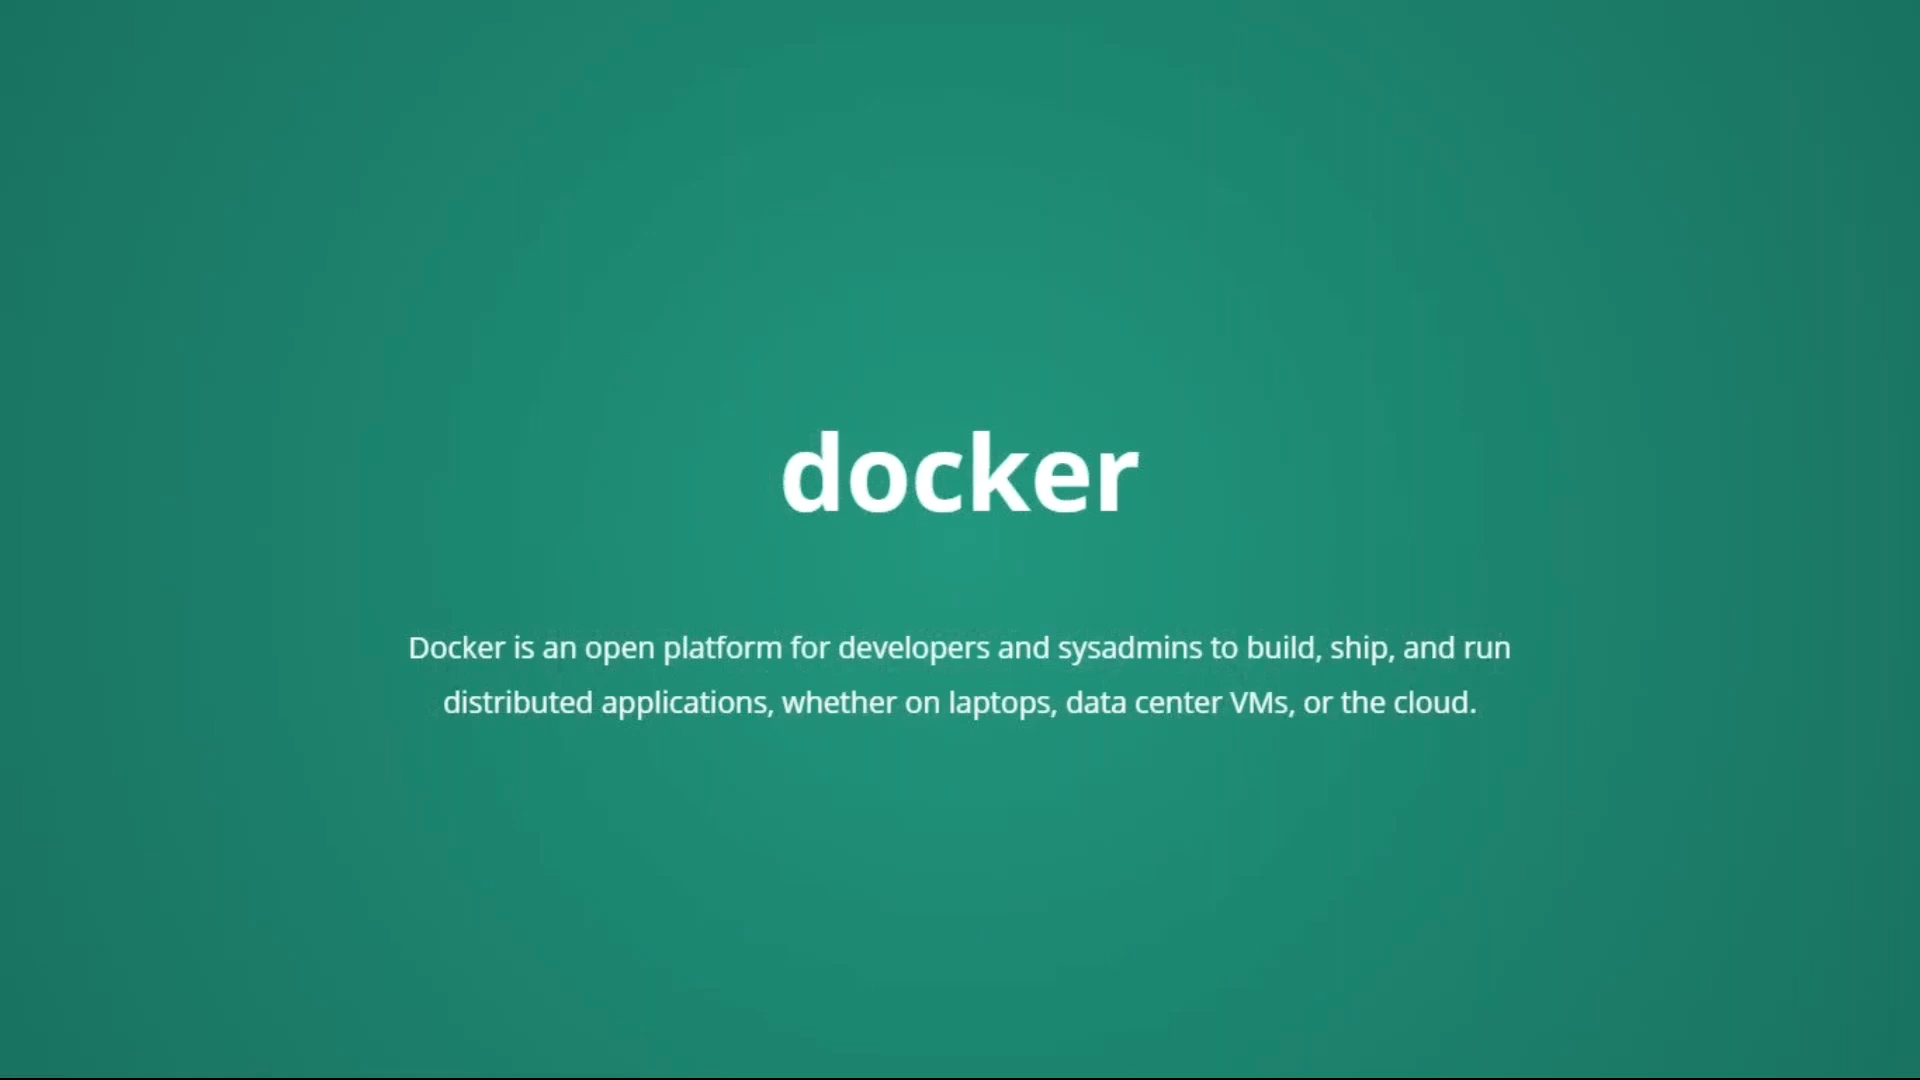 docker
Docker is an open platform for developers and sysadmins to build, ship, and run
distributed applications, whether on laptops, data center VMs, or the cloud.